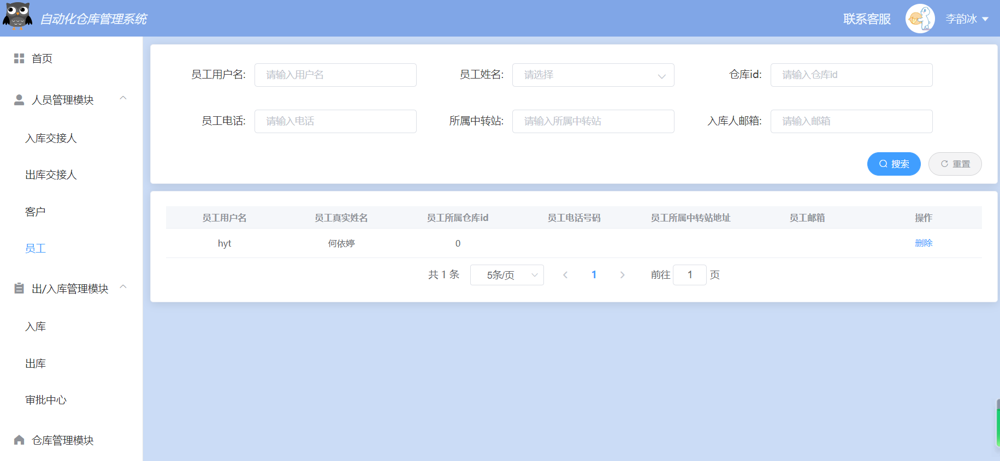 自动化仓库管理系统
联系客服
李韵冰
首页
人员管理模块
入库交接人
出库交接人
客户
员工
出/入库管理模块
入库
出库
审批中心
仓库管理模块
员工用户名: 请输入用户名 员工姓名: 请选择 仓库id: 请输入仓库id
员工电话: 请输入电话 所属中转站: 请输入所属中转站 入库人邮箱: 请输入邮箱
搜索 重置
员工用户名 员工真实姓名 员工所属仓库id 员工电话号码 员工所属中转站地址 员工邮箱 操作
hyt 何依婷 0 删除
共 1 条 5条/页 1 前往 1 页